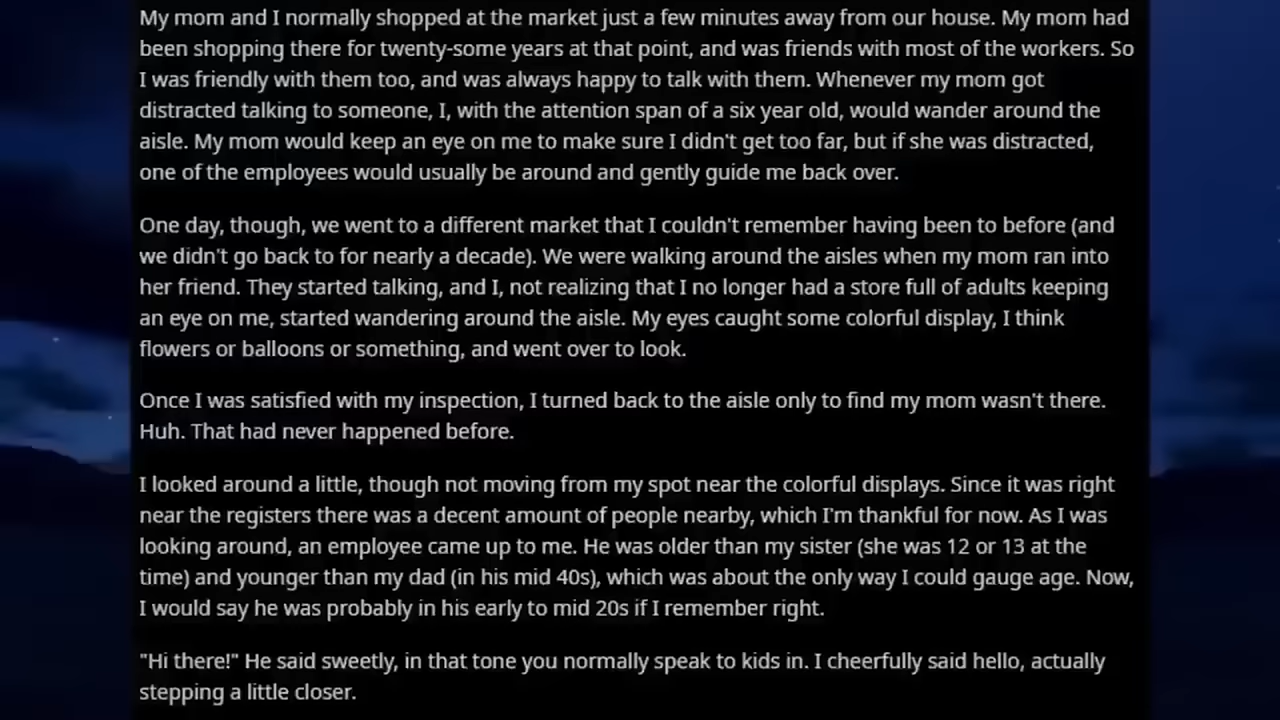 My mom and I normally shopped at the market just a few minutes away from our house. My mom had
been shopping there for twenty-some years at that point, and was friends with most of the workers. So
I was friendly with them too, and was always happy to talk with them. Whenever my mom got
distracted talking to someone, I, with the attention span of a six year old, would wander around the
aisle. My mom would keep an eye on me to make sure I didn't get too far, but if she was distracted,
one of the employees would usually be around and gently guide me back over.
One day, though, we went to a different market that I couldn't remember having been to before (and
we didn't go back to for nearly a decade). We were walking around the aisles when my mom ran into
her friend. They started talking, and I, not realizing that I no longer had a store full of adults keeping
an eye on me, started wandering around the aisle. My eyes caught some colorful display, I think
flowers or balloons or something, and went over to look.
Once I was satisfied with my inspection, I turned back to the aisle only to find my mom wasn't there.
Huh. That had never happened before.
I looked around a little, though not moving from my spot near the colorful displays. Since it was right
near the registers there was a decent amount of people nearby, which I'm thankful for now. As I was
looking around, an employee came up to me. He was older than my sister (she was 12 or 13 at the
time) and younger than my dad (in his mid 40s), which was about the only way I could gauge age. Now,
I would say he was probably in his early to mid 20s if I remember right.
"Hi there!" He said sweetly, in that tone you normally speak to kids in. I cheerfully said hello, actually
stepping a little closer.